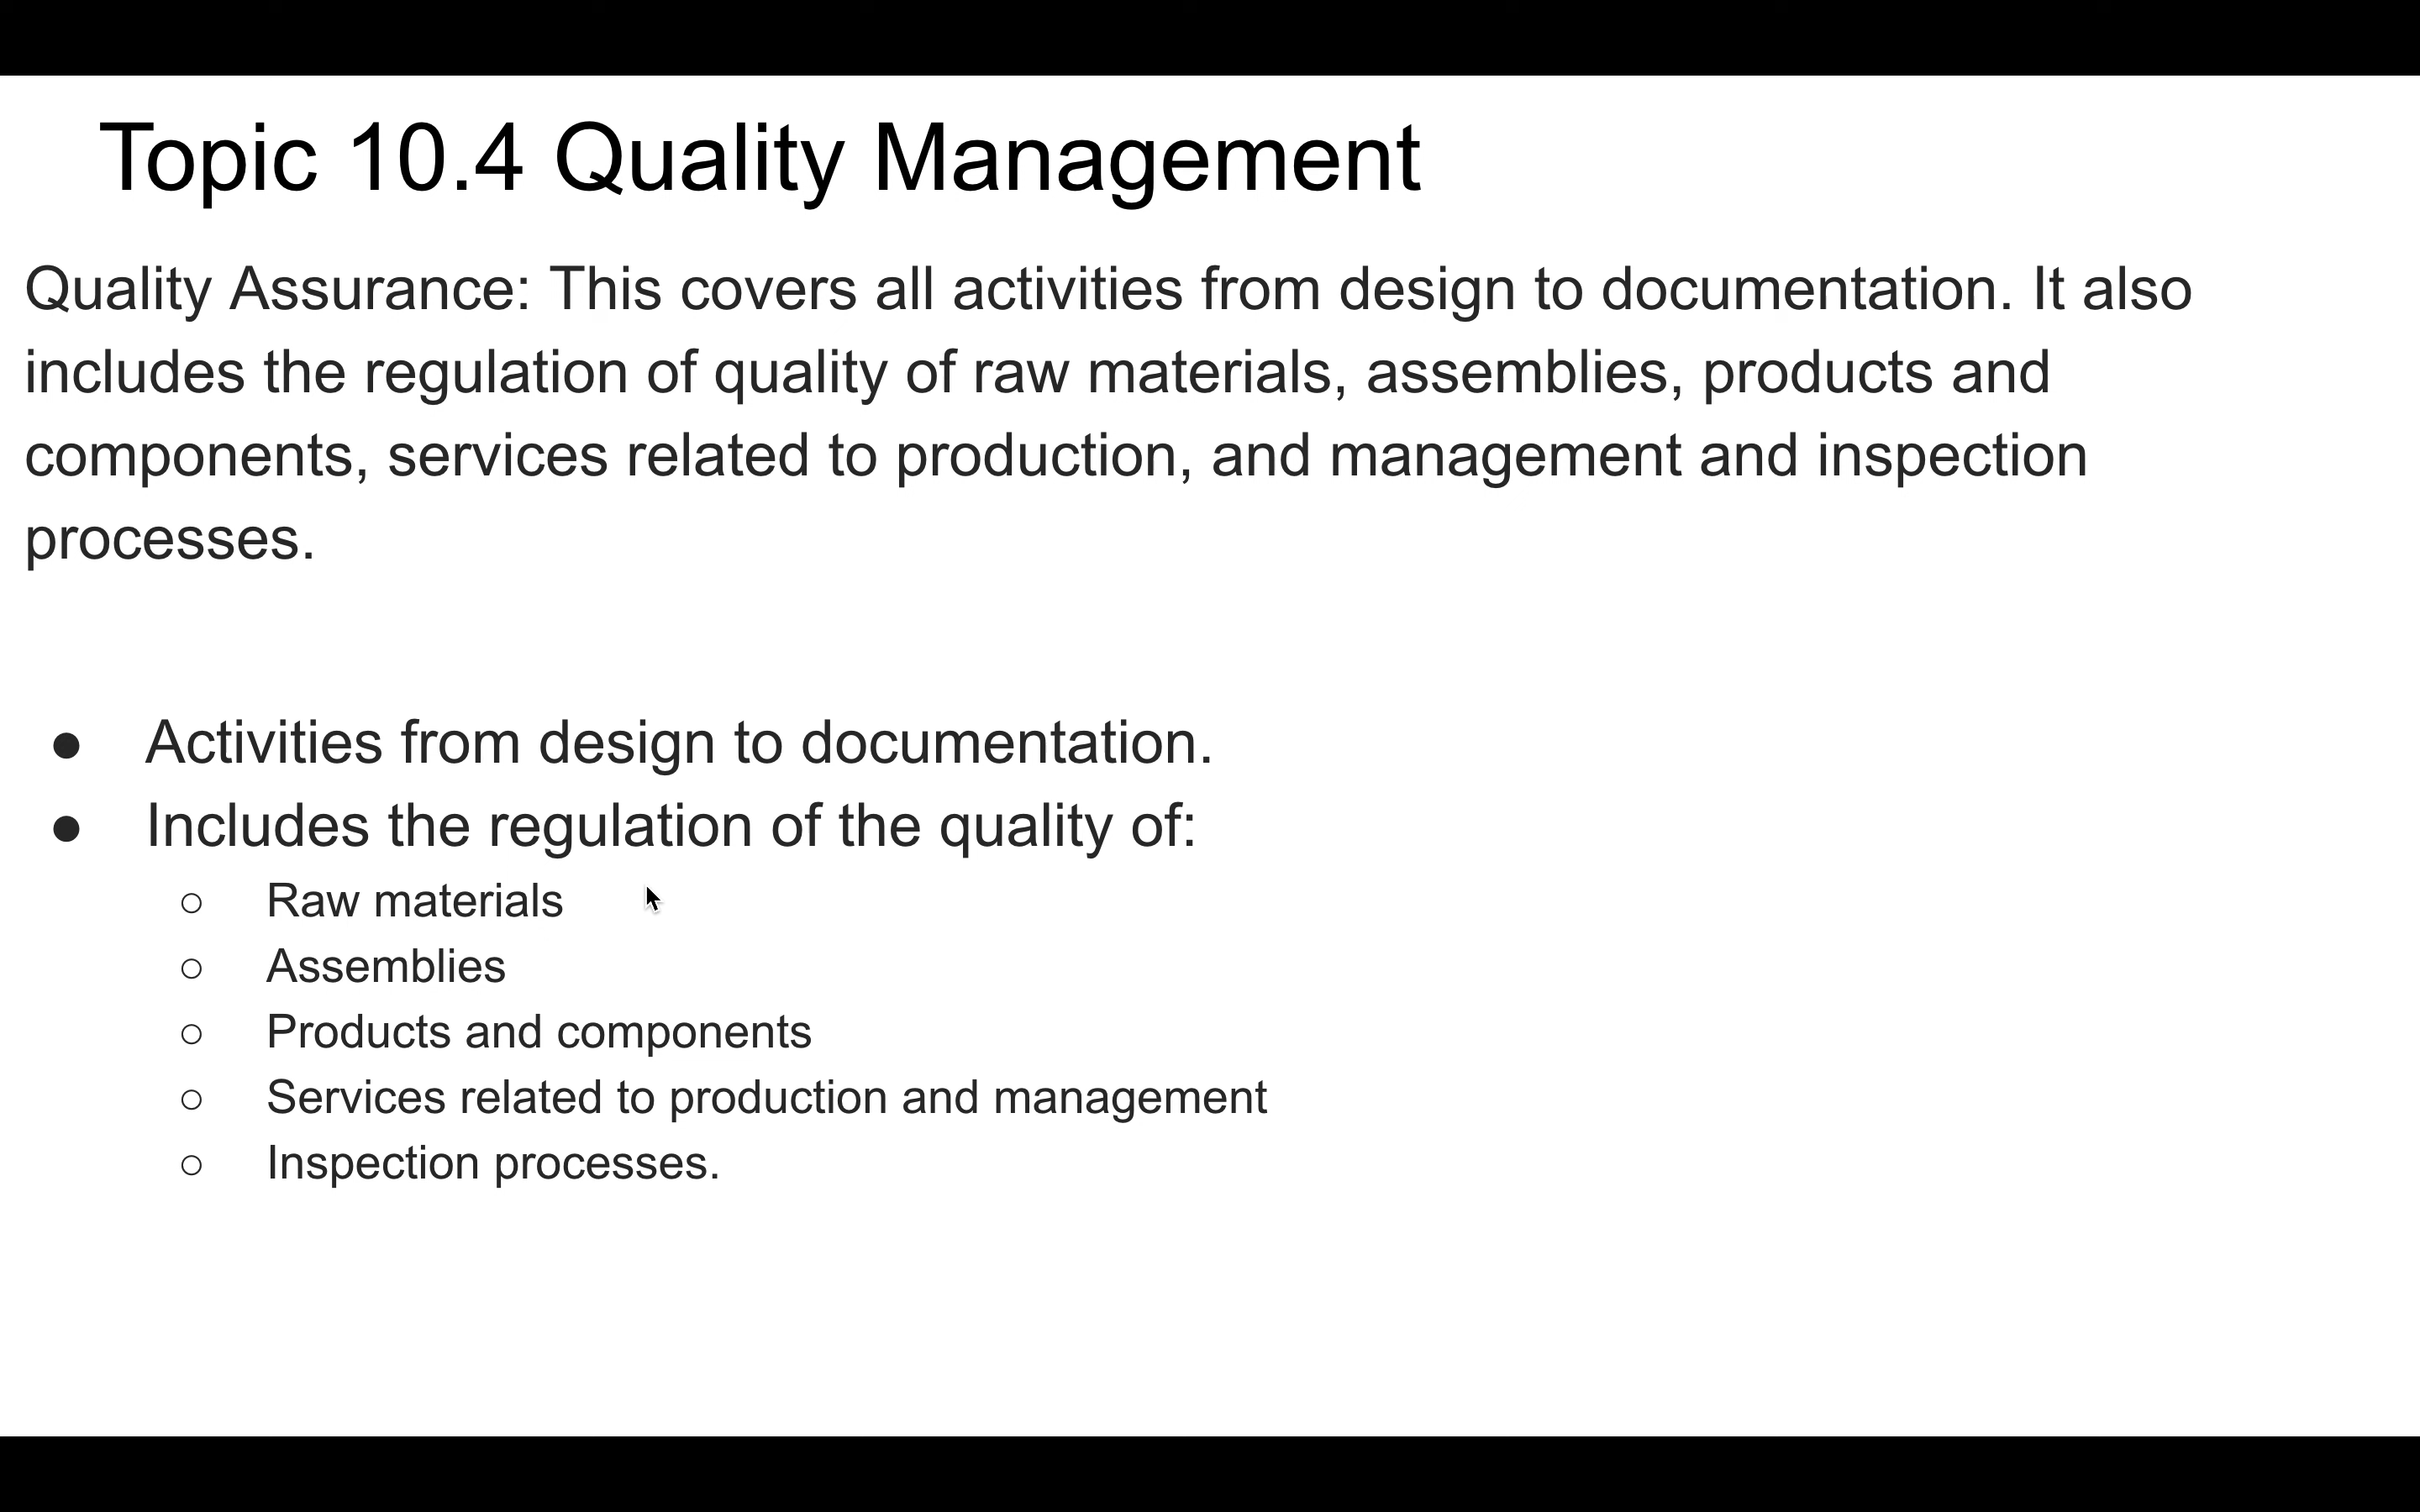 Topic 10.4 Quality Management
Quality Assurance: This covers all activities from design to documentation. It also
includes the regulation of quality of raw materials, assemblies, products and
components, services related to production, and management and inspection
processes.
● Activities from design to documentation.
● Includes the regulation of the quality of:
○ Raw materials
○ Assemblies
○ Products and components
○ Services related to production and management
○ Inspection processes.